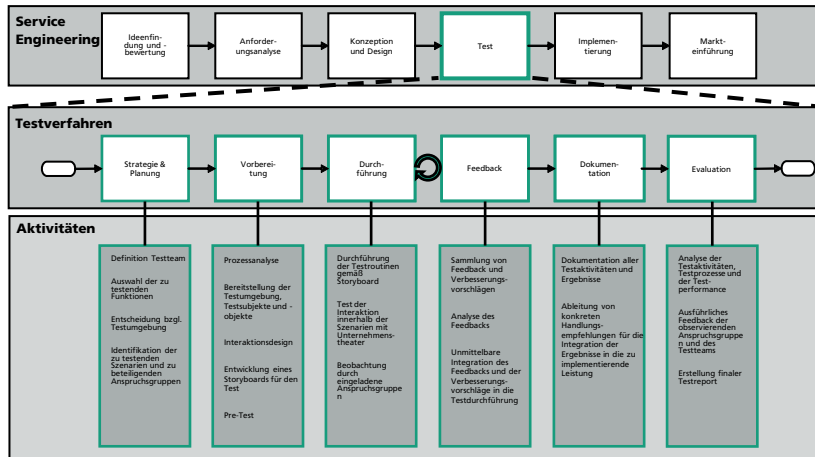 Service
Engineering
Ideenfin-
dung und -
bewertung
Anforder-
ungsanalyse
Konzeption
und Design
Test
Implemen-
tierung
Markt-
einführung
Testverfahren
Strategie &
Planung
Vorberei-
tung
Durch-
führung
Feedback
Dokumen-
tation
Evaluation
Aktivitäten
Definition Testteam
Auswahl der zu
testenden
Funktionen
Entscheidung bzgl.
Testumgebung
Identifikation der
zu testenden
Szenarien und zu
beteiligenden
Anspruchsgruppen
Prozessanalyse
Bereitstellung der
Testumgebung,
Testsubjekte und -
objekte
Interaktionsdesign
Entwicklung eines
Storyboards für den
Test
Pre-Test
Durchführung
der Testroutinen
gemäß
Storyboard
Test der
Interaktion
innerhalb der
Szenarien mit
Unternehmens-
theater
Beobachtung
durch
eingeladene
Anspruchsgruppe
n
Sammlung von
Feedback und
Verbesserungs-
vorschlägen
Analyse des
Feedbacks
Unmittelbare
Integration des
Feedbacks und der
Verbesserungs-
vorschläge in die
Testdurchführung
Dokumentation aller
Testaktivitäten und
Ergebnisse
Ableitung von
konkreten
Handlungs-
empfehlungen für die
Integration der
Ergebnisse in die zu
implementierende
Leistung
Analyse der
Testaktivitäten,
Testprozesse und
der Test-
performance
Ausführliches
Feedback der
observierenden
Anspruchsgruppe
n und des
Testteams
Erstellung finaler
Testreport